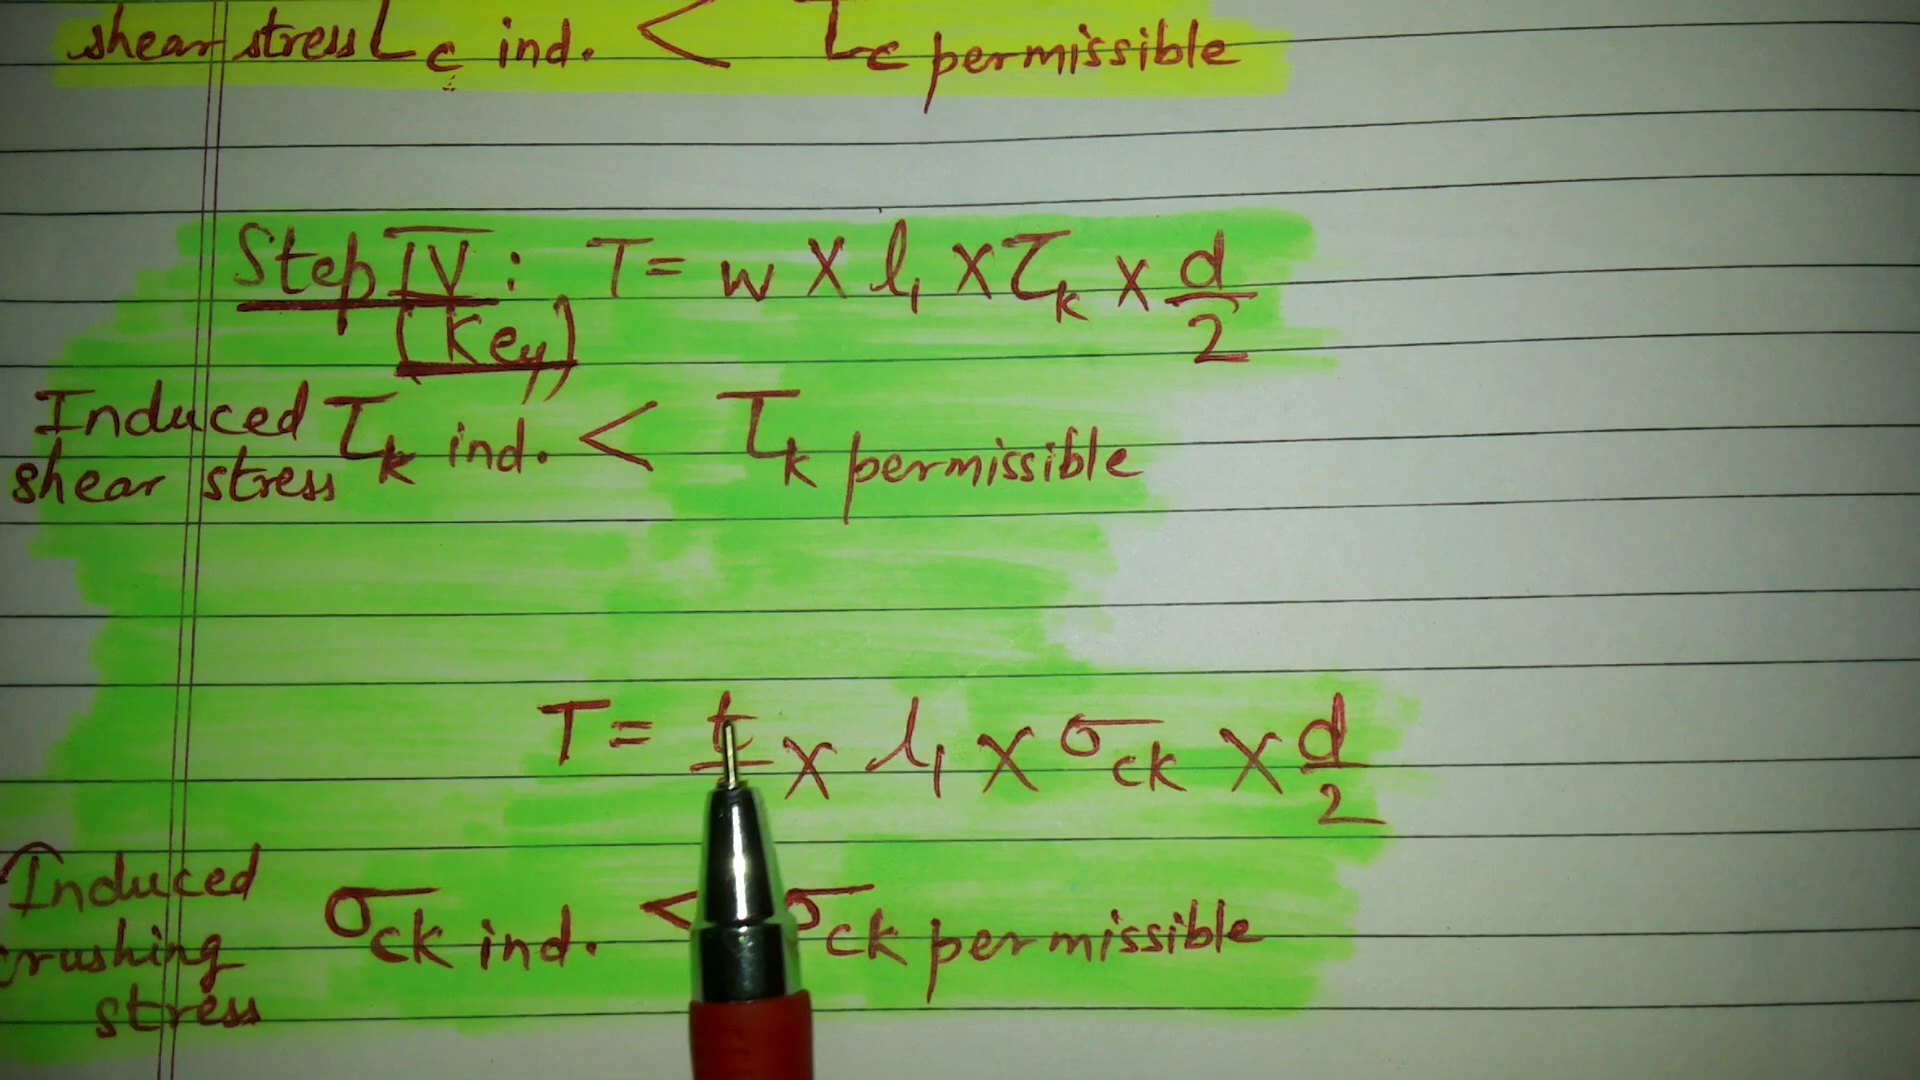 shear stress τc ind. < τc permissible
Step IV : T = w × l1 × τk × d/2
(Key)
Induced shear stress τk ind. < τk permissible
T = t/ × l1 × σck × d/2
Induced crushing stress σck ind. < σck permissible